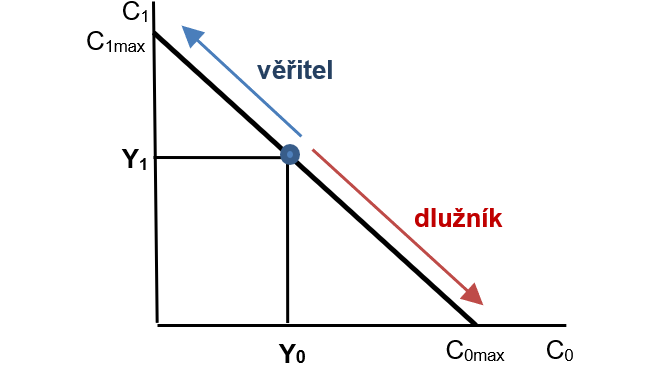 C₁
C₁max
věřitel
Y₁
dlužník
Y₀
C₀max
C₀